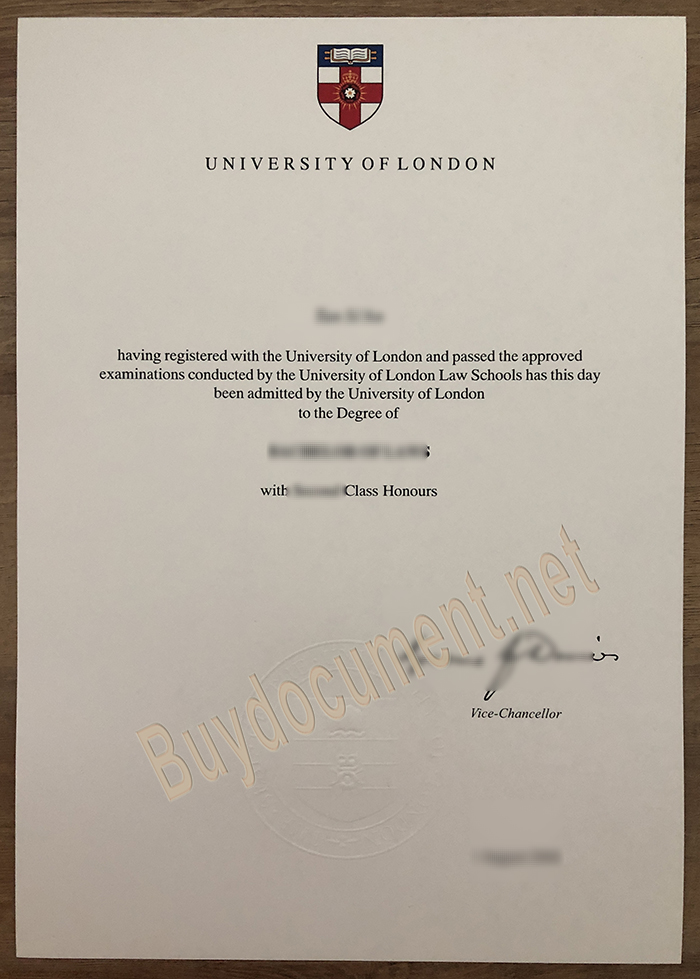 UNIVERSITY OF LONDON
having registered with the University of London and passed the approved
examinations conducted by the University of London Law Schools has this day
been admitted by the University of London
to the Degree of
with Class Honours
Buydocument.net
Vice-Chancellor